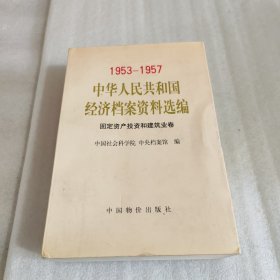 1953-1957
中华人民共和国
经济档案资料选编
固定资产投资和建筑业卷
中国社会科学院 中央档案馆 编
中国物价出版社